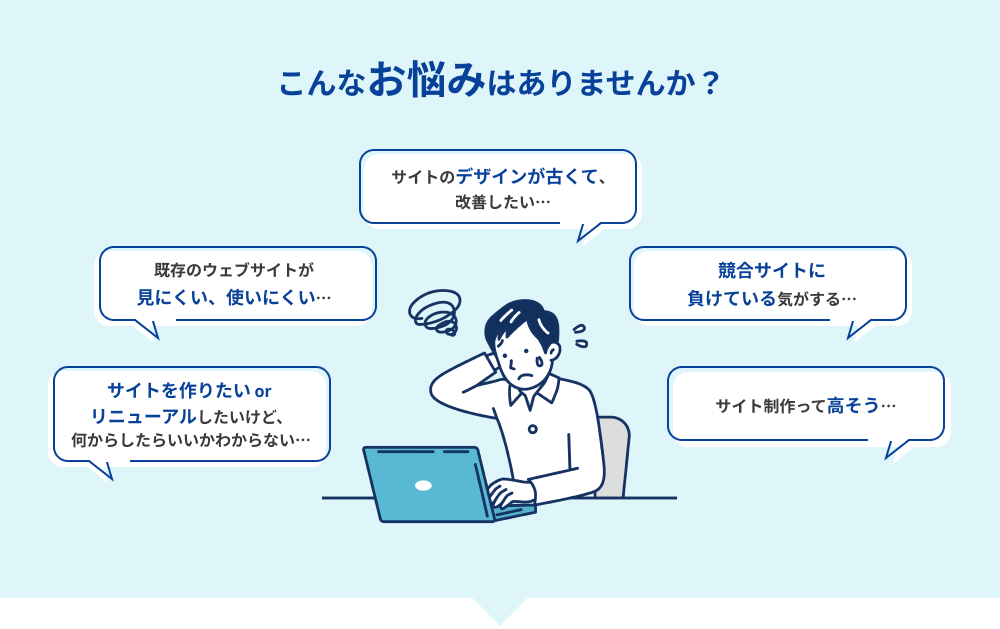 こんなお悩みはありませんか？
サイトのデザインが古くて、
改善したい…
既存のウェブサイトが
見にくい、使いにくい…
競合サイトに
負けている気がする…
サイトを作りたい or
リニューアルしたいけど、
何からしたらいいかわからない…
サイト制作って高そう…